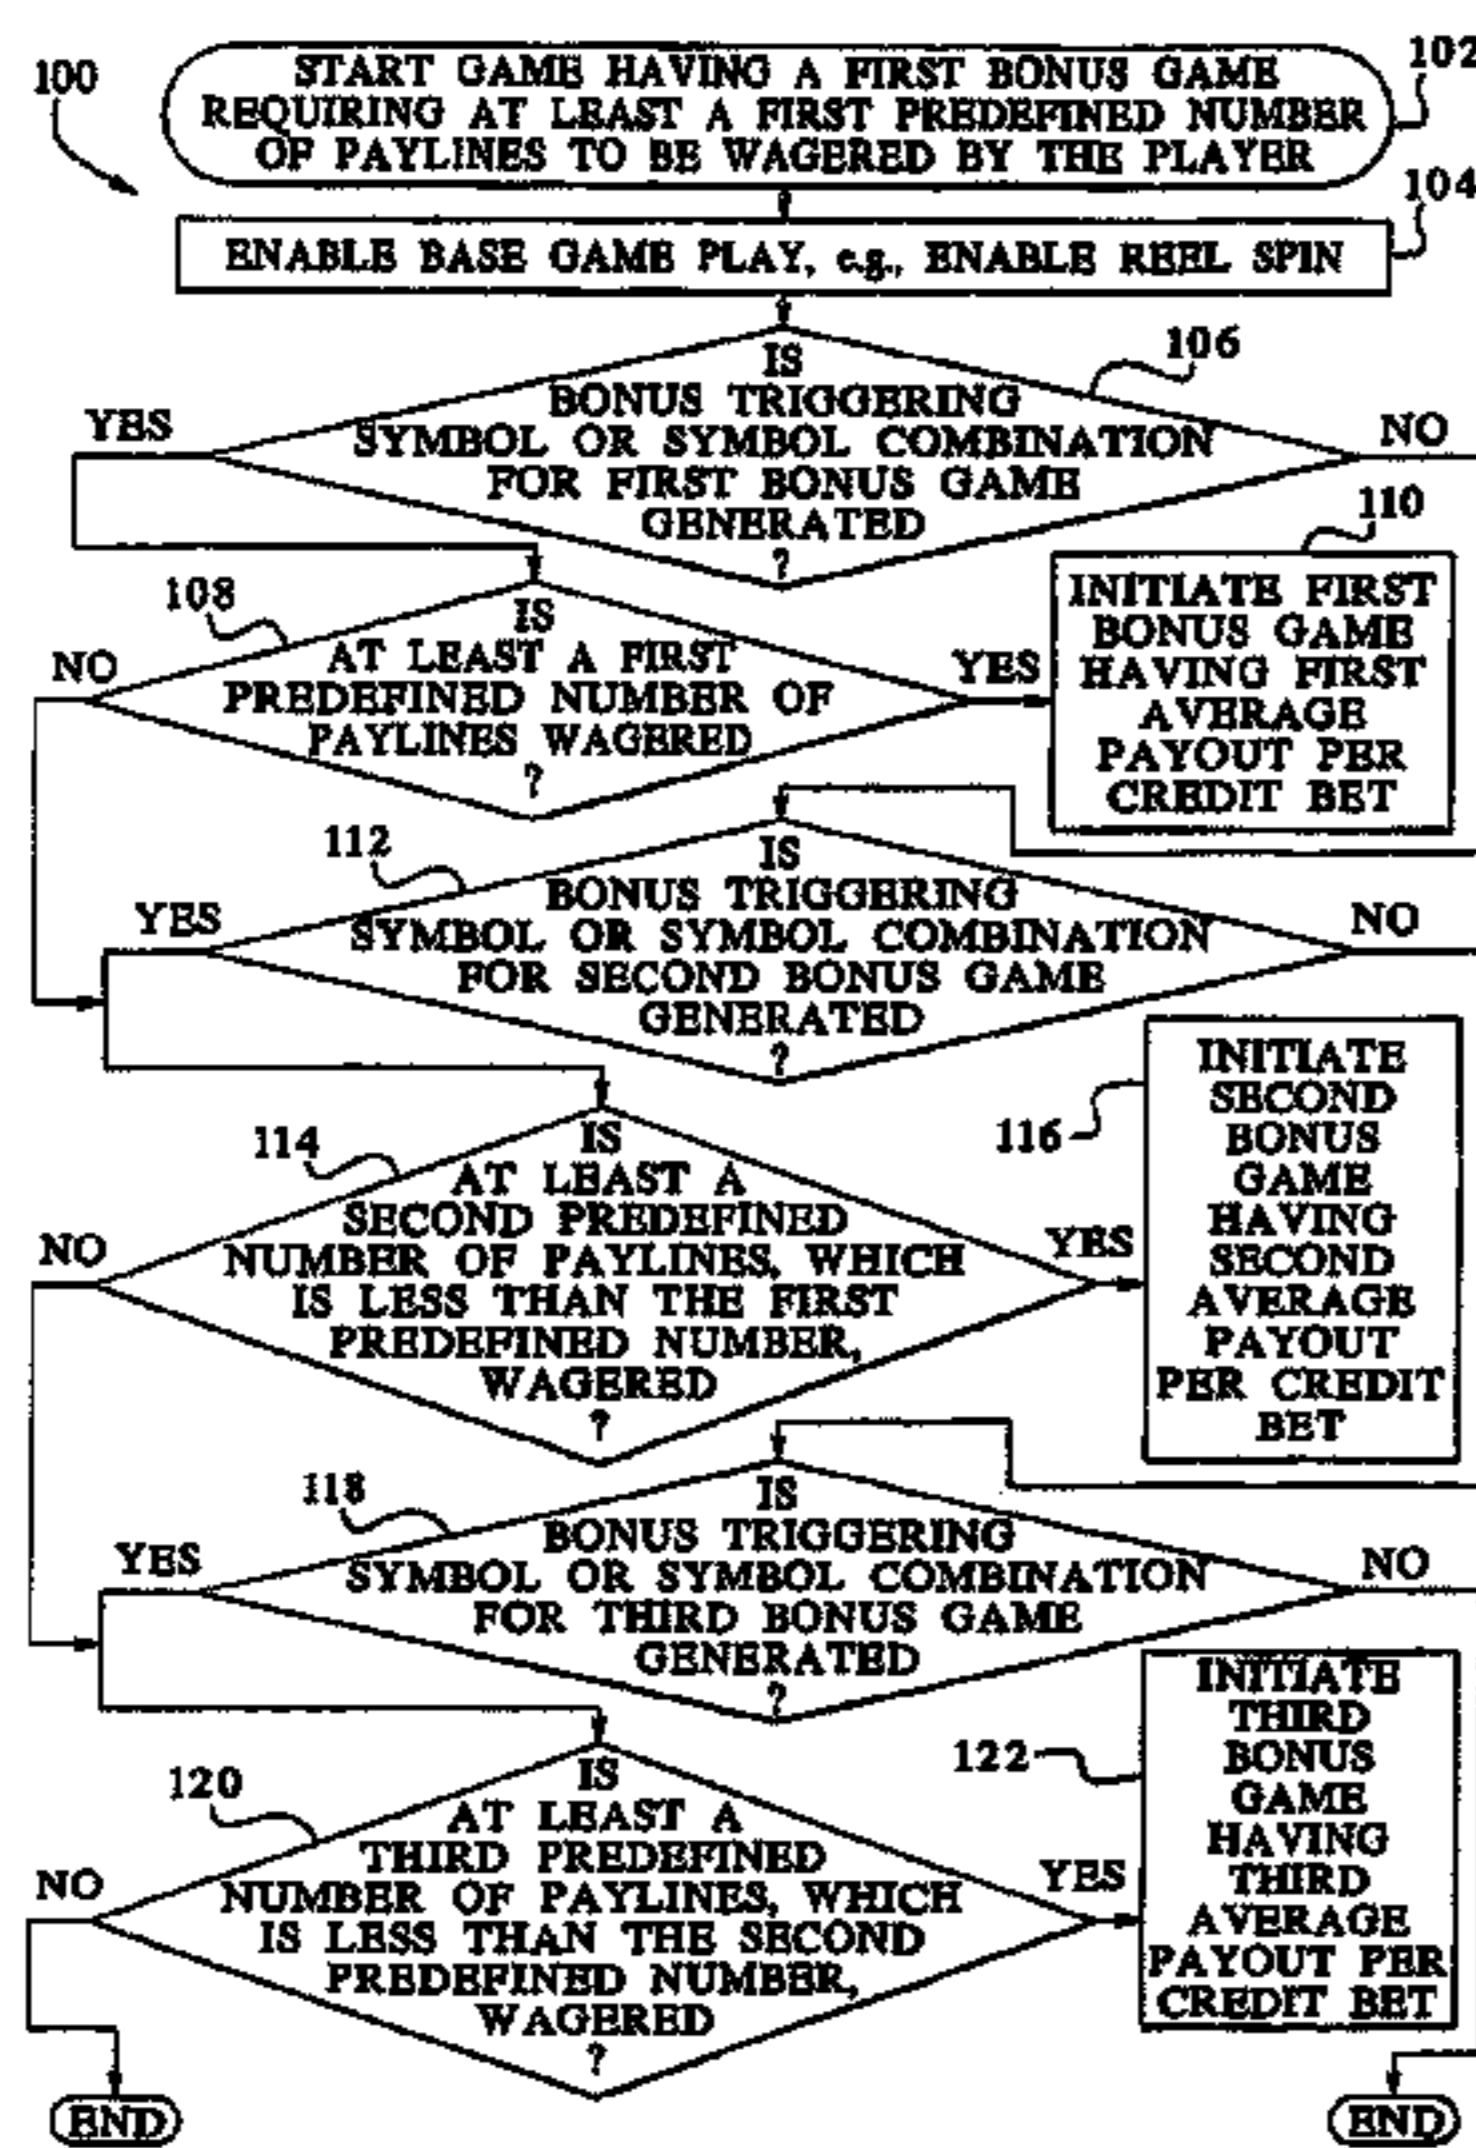 100
START GAME HAVING A FIRST BONUS GAME
REQUIRING AT LEAST A FIRST PREDEFINED NUMBER
OF PAYLINES TO BE WAGERED BY THE PLAYER
102
104
ENABLE BASE GAME PLAY, e.g., ENABLE REEL SPIN
106
IS
BONUS TRIGGERING
SYMBOL OR SYMBOL COMBINATION
FOR FIRST BONUS GAME
GENERATED
?
YES
NO
108
IS
AT LEAST A FIRST
PREDEFINED NUMBER OF
PAYLINES WAGERED
?
NO
YES
110
INITIATE FIRST
BONUS GAME
HAVING FIRST
AVERAGE
PAYOUT PER
CREDIT BET
112
IS
BONUS TRIGGERING
SYMBOL OR SYMBOL COMBINATION
FOR SECOND BONUS GAME
GENERATED
?
YES
NO
114
IS
AT LEAST A
SECOND PREDEFINED
NUMBER OF PAYLINES, WHICH
IS LESS THAN THE FIRST
PREDEFINED NUMBER,
WAGERED
?
NO
YES
116
INITIATE
SECOND
BONUS
GAME
HAVING
SECOND
AVERAGE
PAYOUT
PER CREDIT
BET
118
IS
BONUS TRIGGERING
SYMBOL OR SYMBOL COMBINATION
FOR THIRD BONUS GAME
GENERATED
?
YES
NO
120
IS
AT LEAST A
THIRD PREDEFINED
NUMBER OF PAYLINES, WHICH
IS LESS THAN THE SECOND
PREDEFINED NUMBER,
WAGERED
?
NO
YES
122
INITIATE
THIRD
BONUS
GAME
HAVING
THIRD
AVERAGE
PAYOUT PER
CREDIT BET
END
END